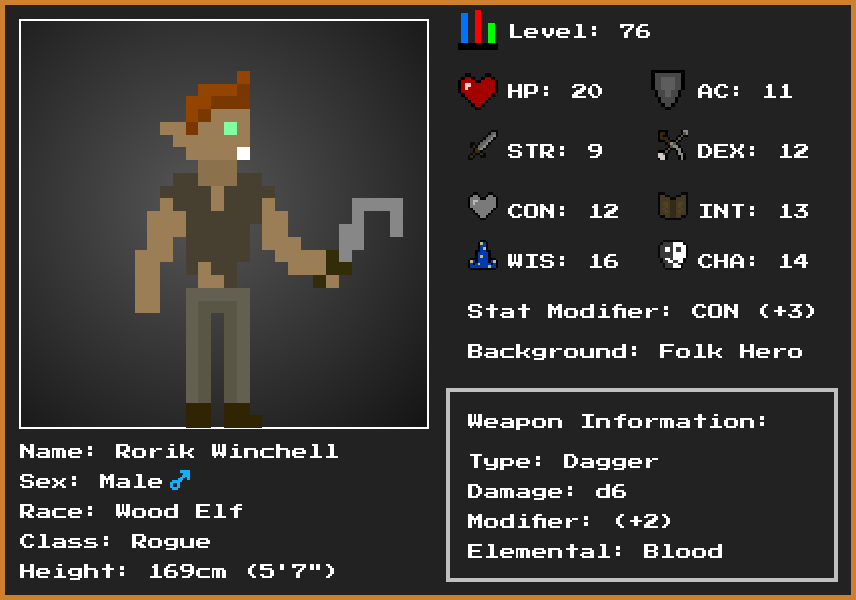 Level: 76
HP: 20 AC: 11
STR: 9 DEX: 12
CON: 12 INT: 13
WIS: 16 CHA: 14
Stat Modifier: CON (+3)
Background: Folk Hero
Weapon Information:
Type: Dagger
Damage: d6
Modifier: (+2)
Elemental: Blood
Name: Rorik Winchell
Sex: Male♂
Race: Wood Elf
Class: Rogue
Height: 169cm (5'7")